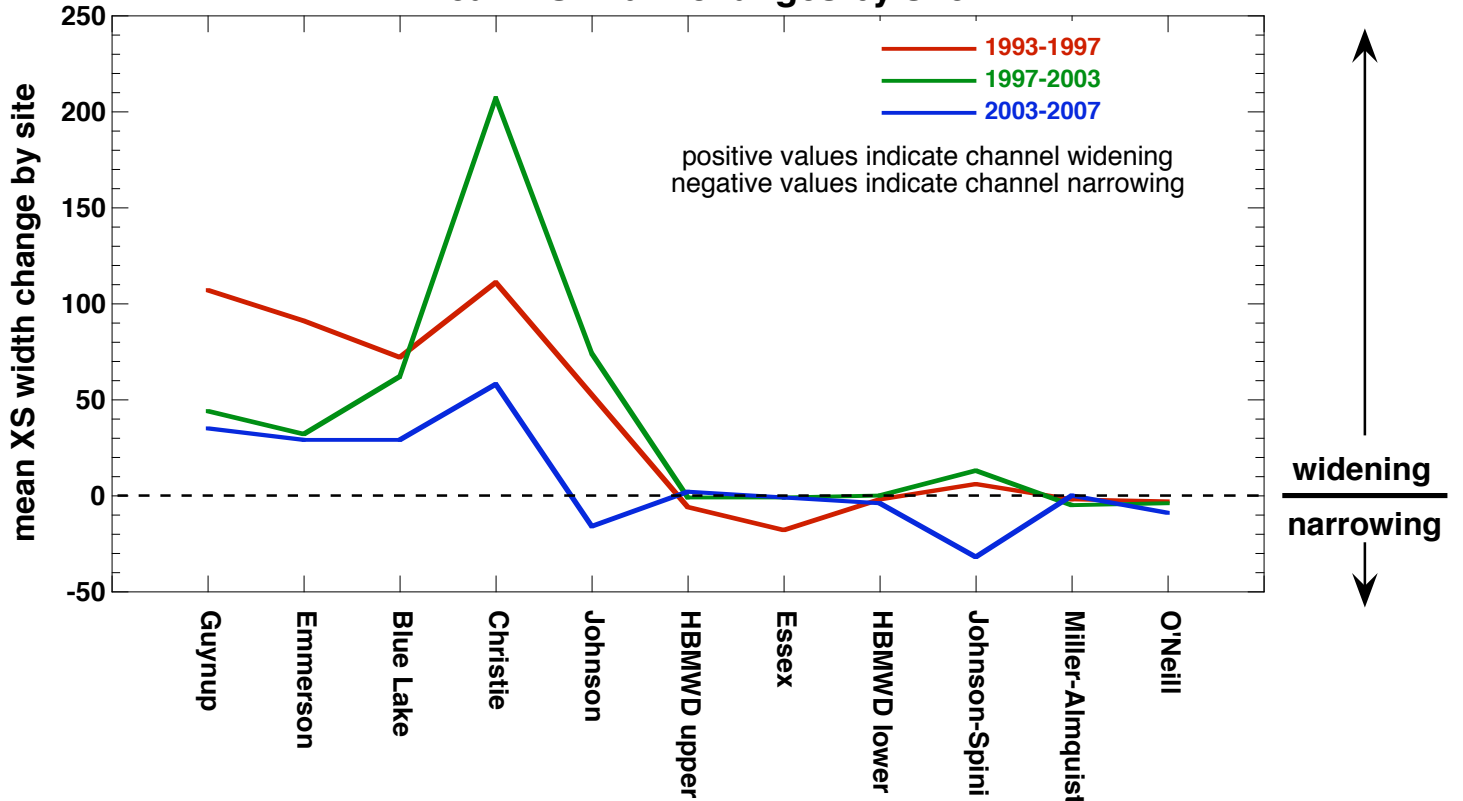 250
200
150
100
50
0
-50
mean XS width change by site
1993-1997
1997-2003
2003-2007
positive values indicate channel widening
negative values indicate channel narrowing
widening
narrowing
Guynup
Emmerson
Blue Lake
Christie
Johnson
HBMWD upper
Essex
HBMWD lower
Johnson-Spini
Miller-Almquist
O'Neill